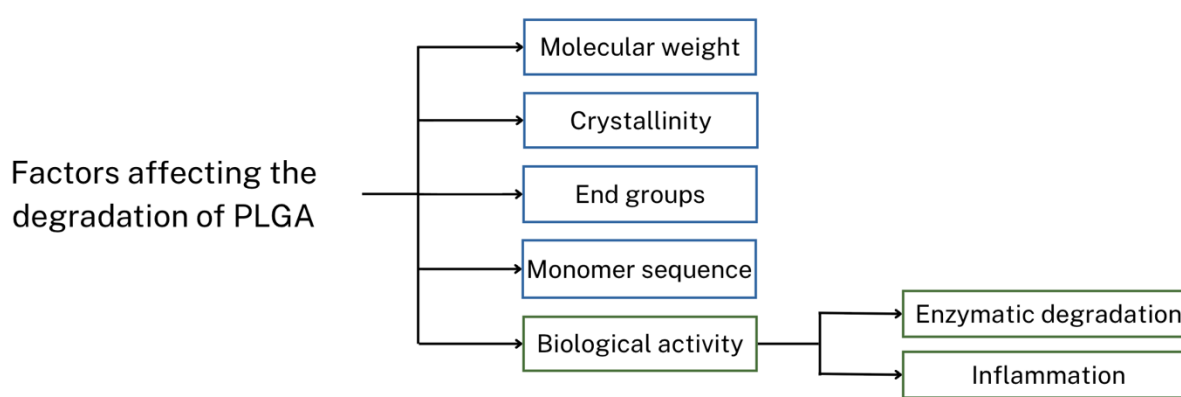 Molecular weight
Crystallinity
Factors affecting the
degradation of PLGA
End groups
Monomer sequence
Biological activity
Enzymatic degradation
Inflammation